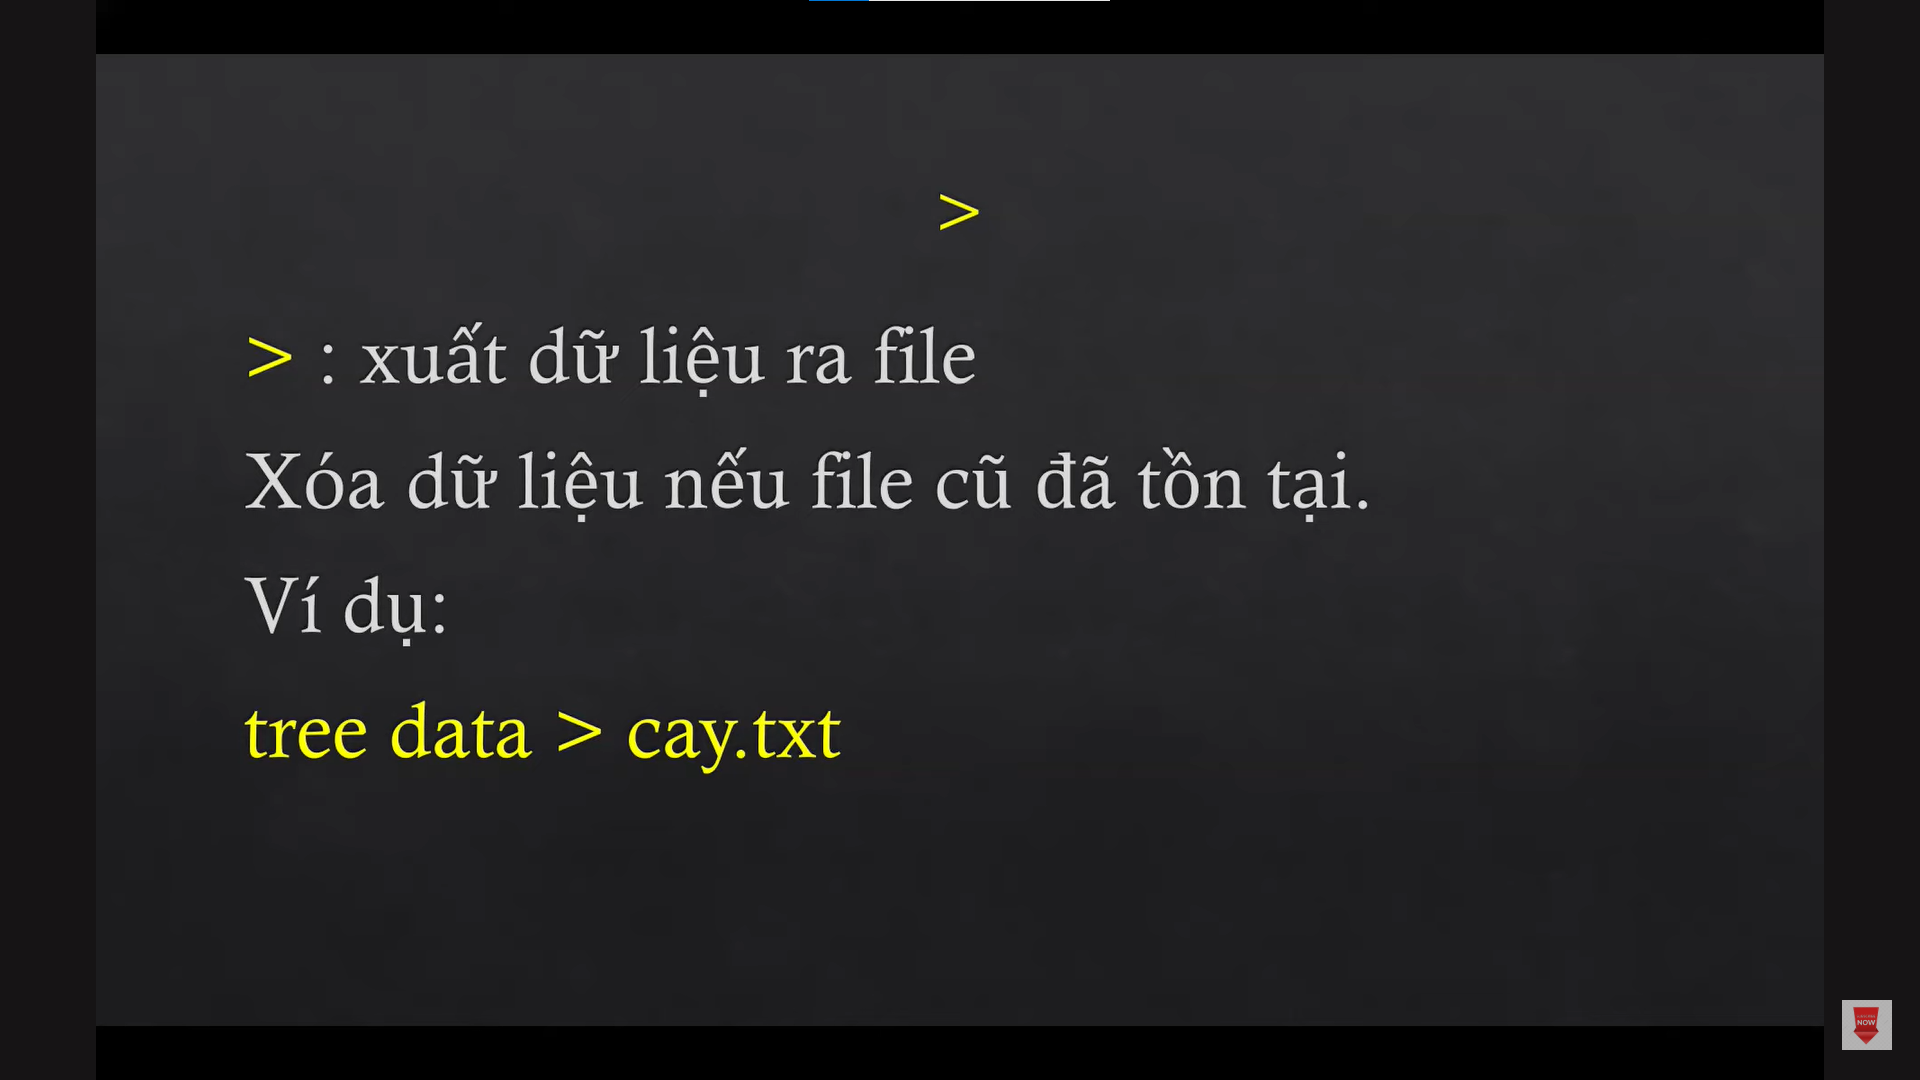 >
> : xuất dữ liệu ra file
Xóa dữ liệu nếu file cũ đã tồn tại.
Ví dụ:
tree data > cay.txt
NOW